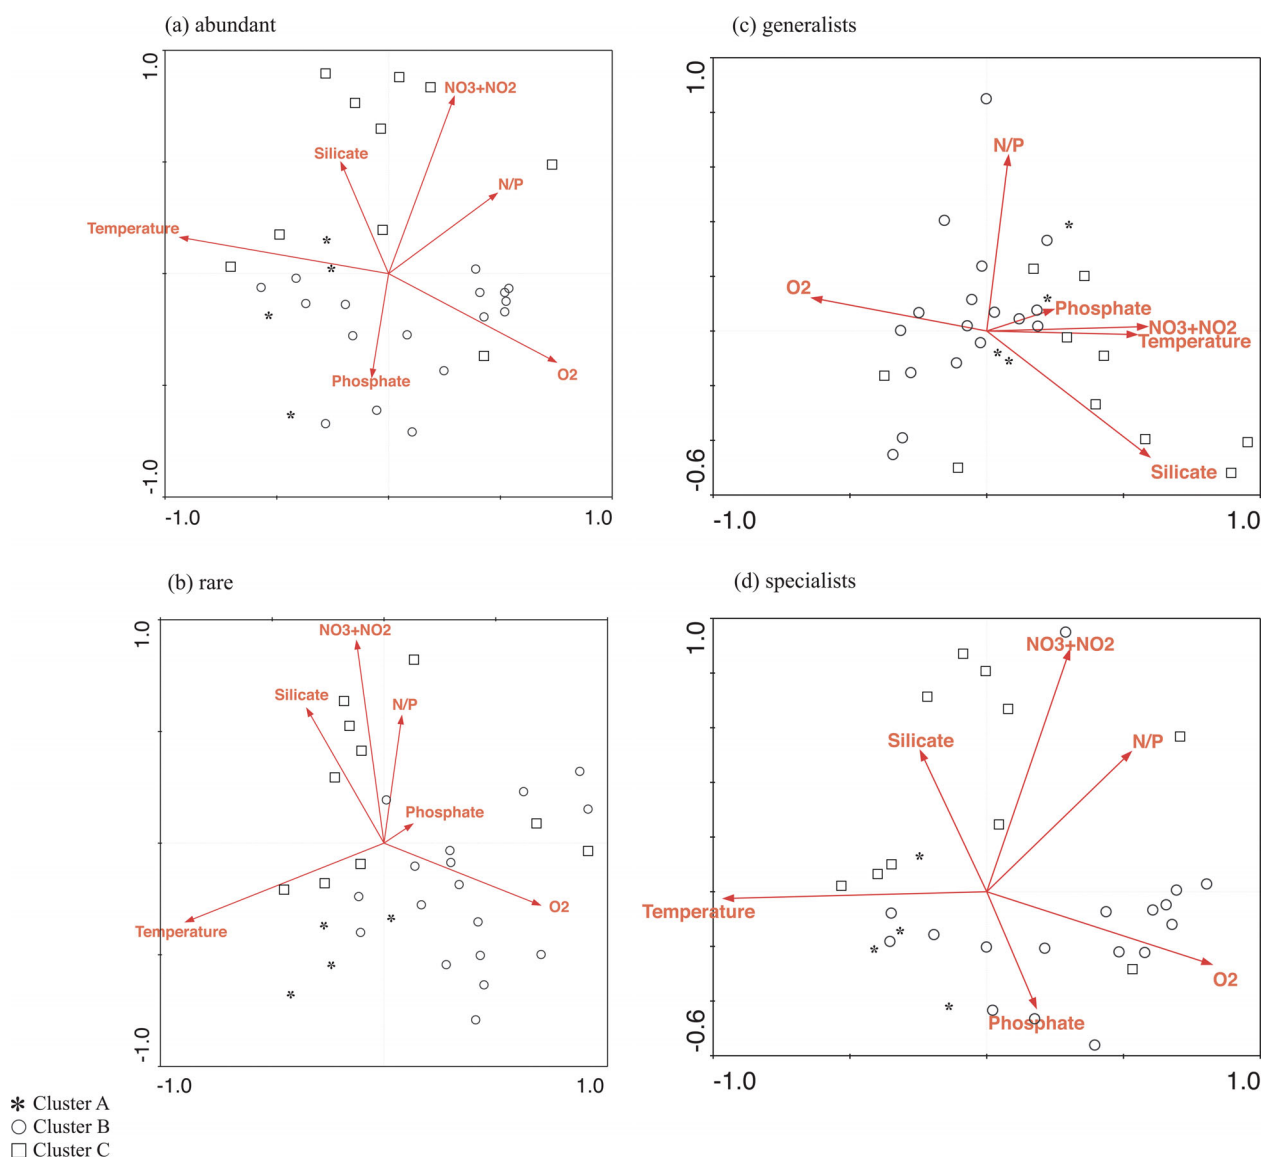 (a) abundant
1.0
NO3+NO2
Silicate
N/P
Temperature
Phosphate
O2
-1.0
-1.0
1.0
(c) generalists
1.0
N/P
O2
Phosphate
NO3+NO2
Temperature
Silicate
-0.6
-1.0
1.0
(b) rare
1.0
NO3+NO2
Silicate
N/P
Phosphate
O2
Temperature
-1.0
-1.0
1.0
(d) specialists
1.0
NO3+NO2
Silicate
N/P
Temperature
O2
Phosphate
-0.6
-1.0
1.0
Cluster A
Cluster B
Cluster C